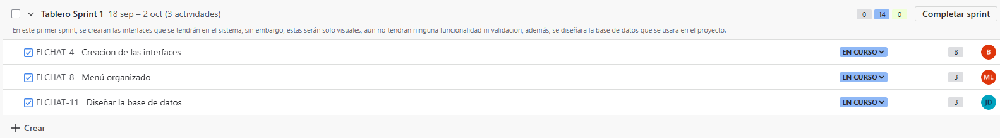 Tablero Sprint 1 18 sep – 2 oct (3 actividades) 0 14 0 Completar sprint
En este primer sprint, se crearan las interfaces que se tendrán en el sistema, sin embargo, estas serán solo visuales, aun no tendran ninguna funcionalidad ni validacion, además, se diseñara la base de datos que se usara en el proyecto.
ELCHAT-4 Creacion de las interfaces EN CURSO 8 B
ELCHAT-8 Menú organizado EN CURSO 3 ML
ELCHAT-11 Diseñar la base de datos EN CURSO 3 JD
Crear